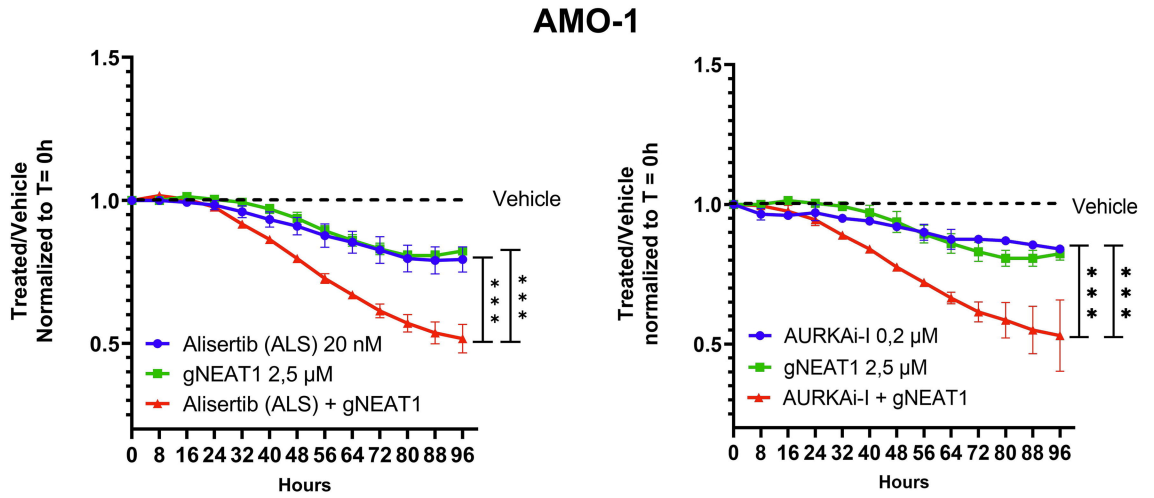 AMO-1
Treated/Vehicle
Normalized to T= 0h
1.5
1.0
0.5
Vehicle
* * *
* * *
Alisertib (ALS) 20 nM
gNEAT1 2,5 µM
Alisertib (ALS) + gNEAT1
0 8 16 24 32 40 48 56 64 72 80 88 96
Hours
Treated/Vehicle
normalized to T = 0h
1.5
1.0
0.5
Vehicle
* * *
* * *
AURKAi-I 0,2 µM
gNEAT1 2,5 µM
AURKAi-I + gNEAT1
0 8 16 24 32 40 48 56 64 72 80 88 96
Hours